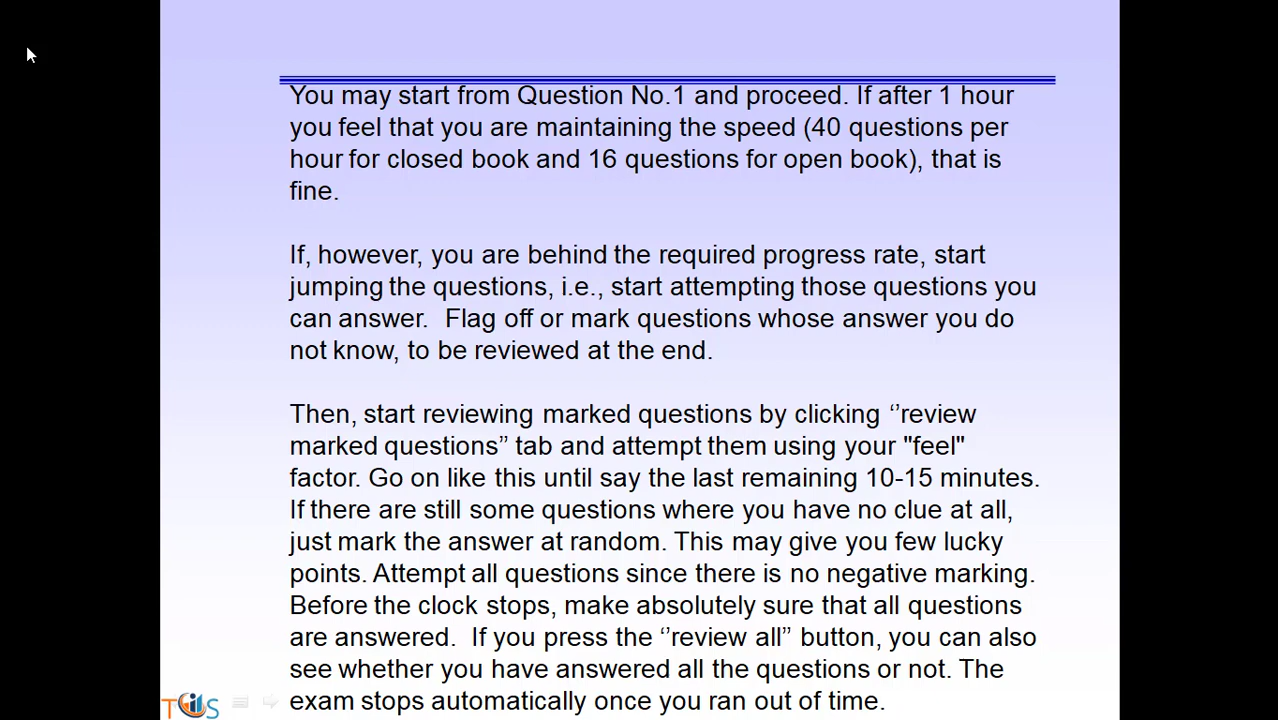 You may start from Question No.1 and proceed. If after 1 hour
you feel that you are maintaining the speed (40 questions per
hour for closed book and 16 questions for open book), that is
fine.
If, however, you are behind the required progress rate, start
jumping the questions, i.e., start attempting those questions you
can answer.  Flag off or mark questions whose answer you do
not know, to be reviewed at the end.
Then, start reviewing marked questions by clicking ‘’review
marked questions” tab and attempt them using your "feel"
factor. Go on like this until say the last remaining 10-15 minutes.
If there are still some questions where you have no clue at all,
just mark the answer at random. This may give you few lucky
points. Attempt all questions since there is no negative marking.
Before the clock stops, make absolutely sure that all questions
are answered.  If you press the ‘’review all” button, you can also
see whether you have answered all the questions or not. The
exam stops automatically once you ran out of time.